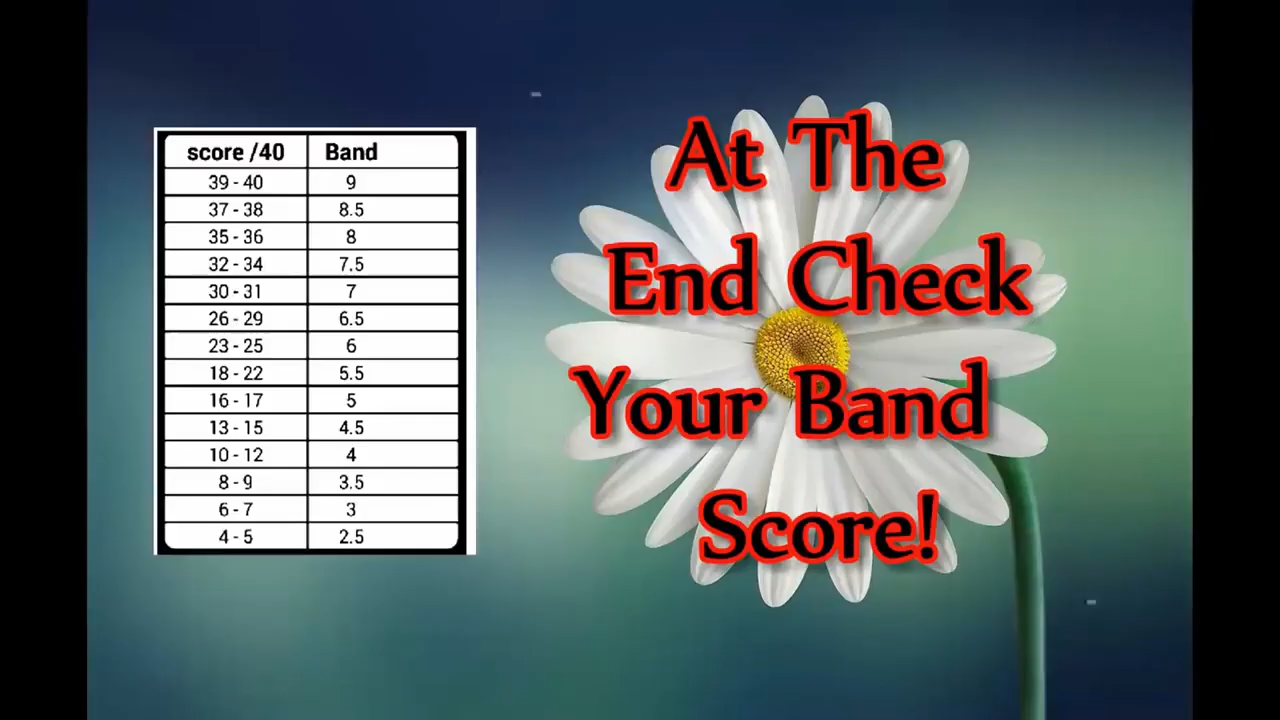 score /40 Band
39 - 40 9
37 - 38 8.5
35 - 36 8
32 - 34 7.5
30 - 31 7
26 - 29 6.5
23 - 25 6
18 - 22 5.5
16 - 17 5
13 - 15 4.5
10 - 12 4
8 - 9 3.5
6 - 7 3
4 - 5 2.5
At The
End Check
Your Band
Score!